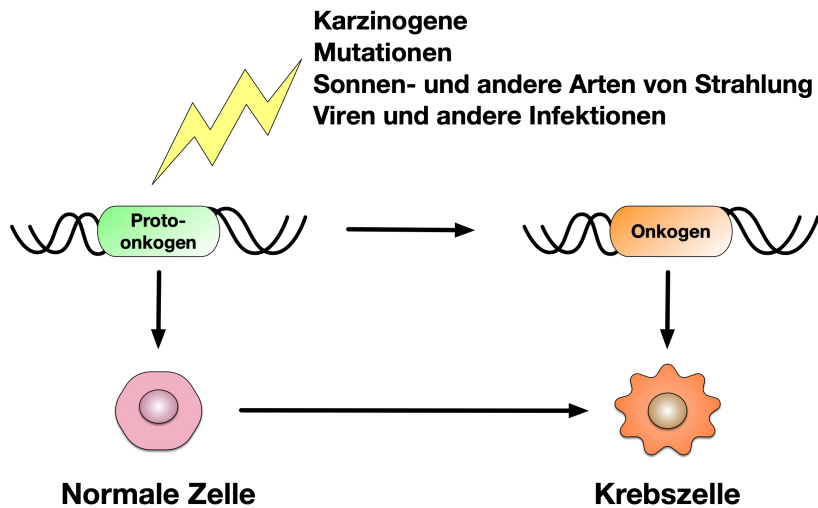 Karzinogene
Mutationen
Sonnen- und andere Arten von Strahlung
Viren und andere Infektionen
Proto-
onkogen
Onkogen
Normale Zelle
Krebszelle